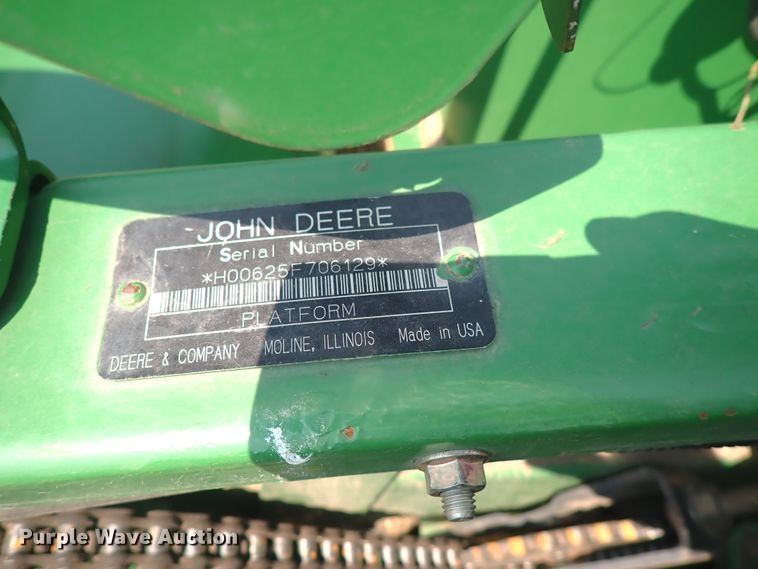 JOHN DEERE
Serial Number
*H00625F706129*
PLATFORM
DEERE & COMPANY MOLINE, ILLINOIS Made in USA
Purple Wave Auction